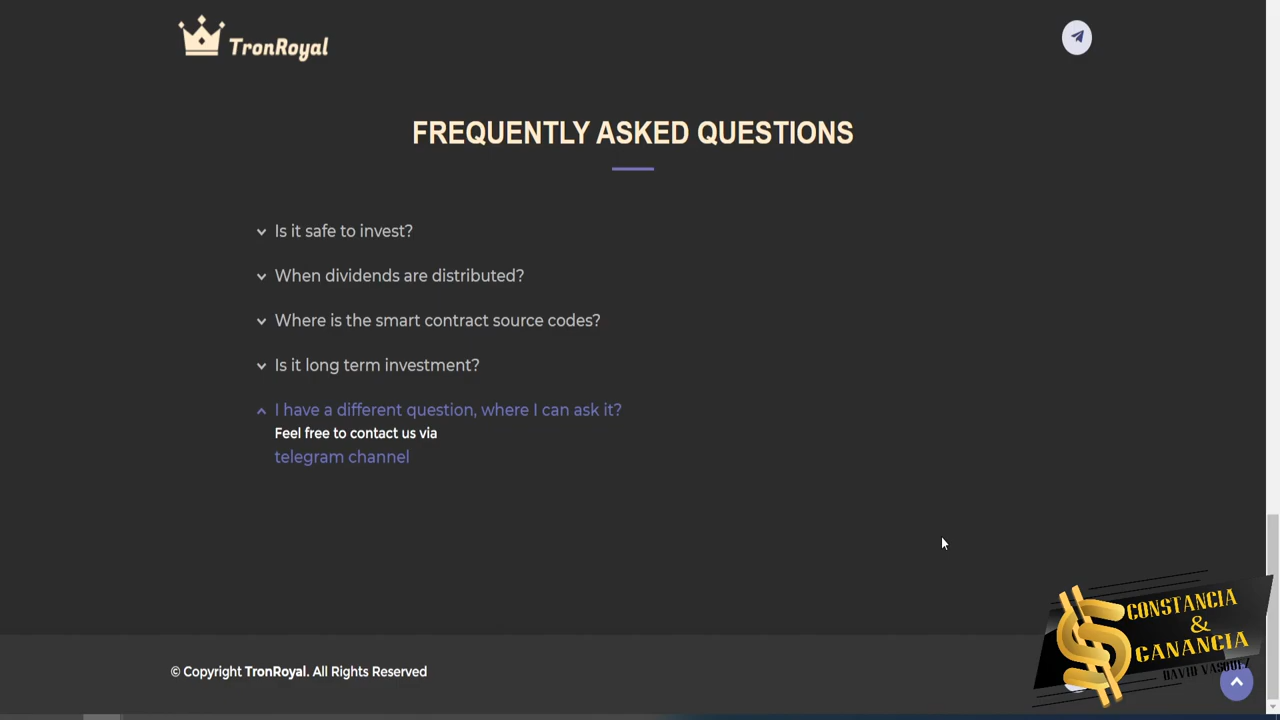 TronRoyal
FREQUENTLY ASKED QUESTIONS
Is it safe to invest?
When dividends are distributed?
Where is the smart contract source codes?
Is it long term investment?
I have a different question, where I can ask it?
Feel free to contact us via
telegram channel
CONSTANCIA
&
GANANCIA
DAVID VASQUEZ
© Copyright TronRoyal. All Rights Reserved